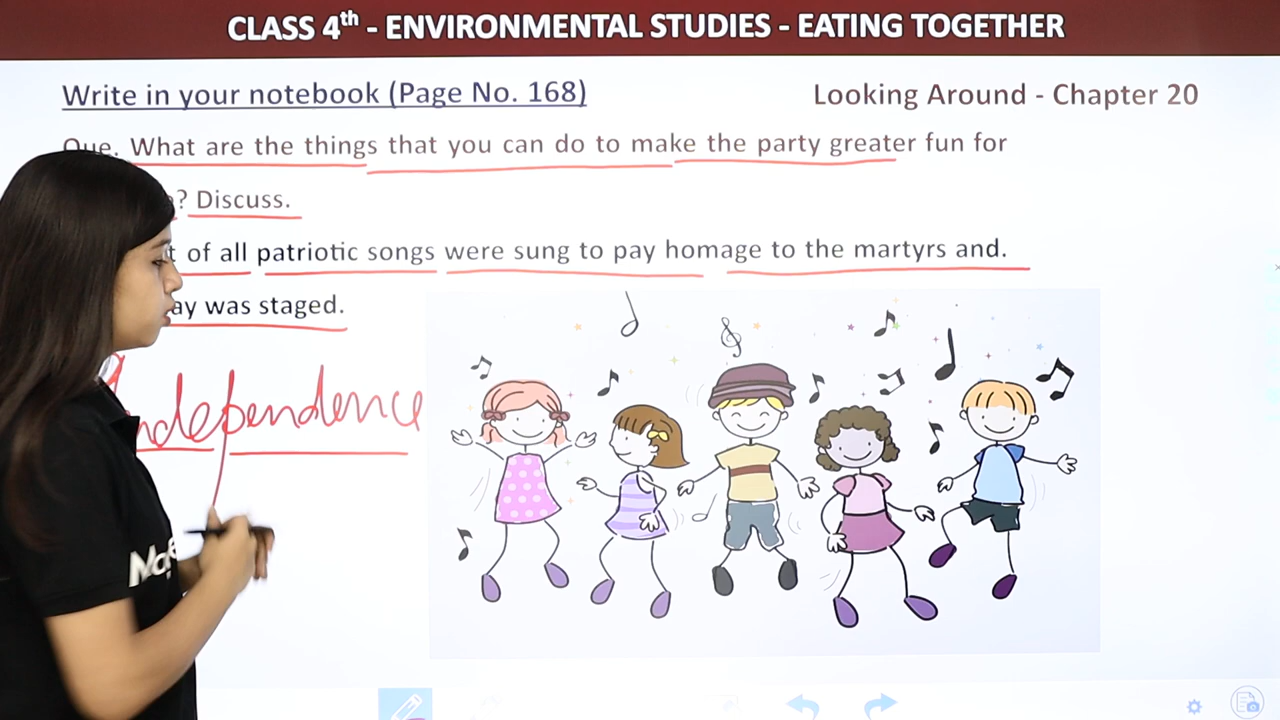 CLASS 4th - ENVIRONMENTAL STUDIES - EATING TOGETHER
Write in your notebook (Page No. 168)
Looking Around - Chapter 20
Que. What are the things that you can do to make the party greater fun for
? Discuss.
of all patriotic songs were sung to pay homage to the martyrs and.
was staged.
Independence